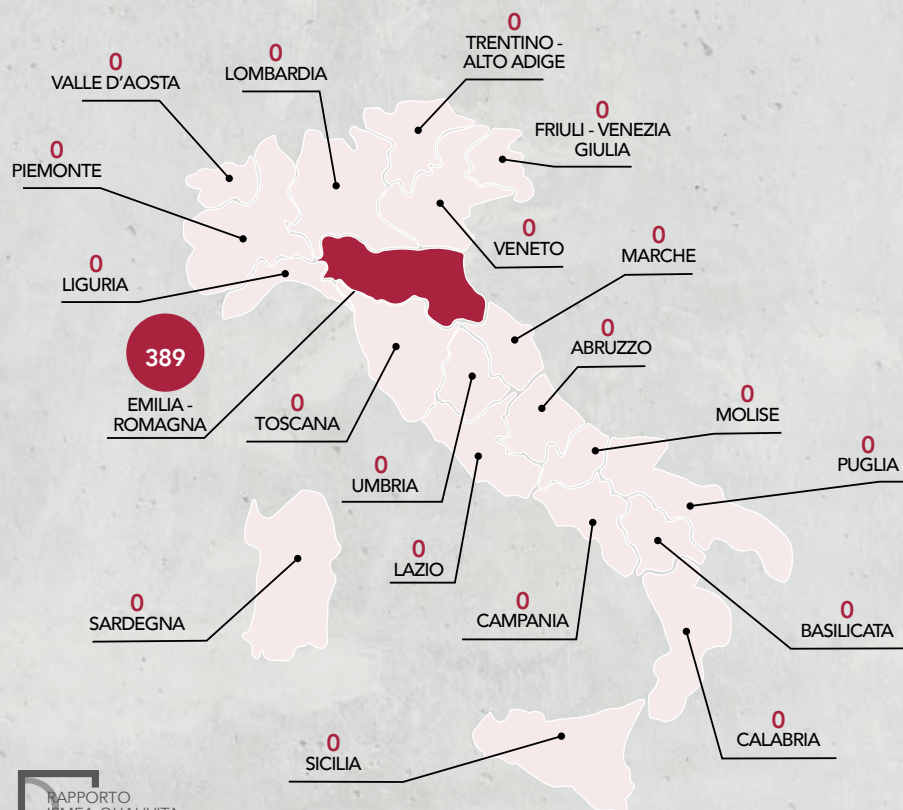 0
TRENTINO -
ALTO ADIGE
0
VALLE D'AOSTA
0
LOMBARDIA
0
FRIULI - VENEZIA
GIULIA
0
PIEMONTE
0
VENETO
0
MARCHE
0
LIGURIA
389
EMILIA -
ROMAGNA
0
ABRUZZO
0
TOSCANA
0
MOLISE
0
PUGLIA
0
UMBRIA
0
LAZIO
0
CAMPANIA
0
SARDEGNA
0
BASILICATA
0
CALABRIA
0
SICILIA
RAPPORTO
ISMEA QUALIVITA